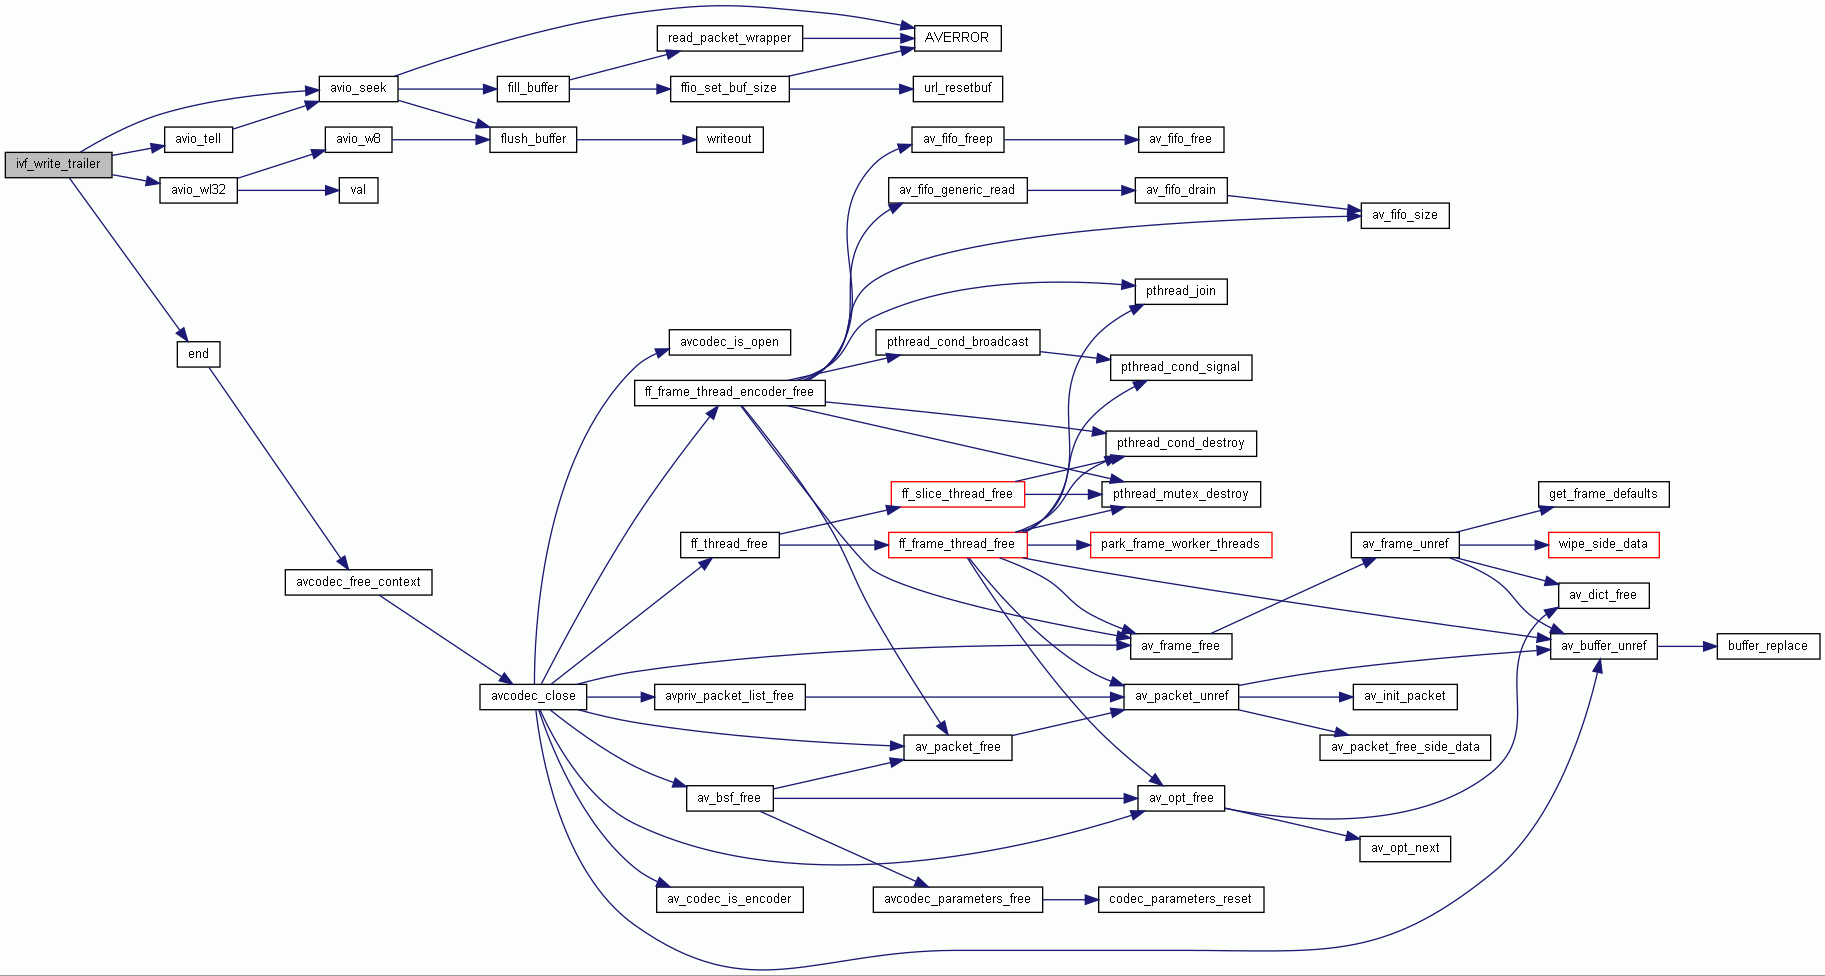 read_packet_wrapper
AVERROR
avio_seek
fill_buffer
ffio_set_buf_size
url_resetbuf
avio_tell
avio_w8
flush_buffer
writeout
av_fifo_freep
av_fifo_free
ivf_write_trailer
avio_wl32
val
av_fifo_generic_read
av_fifo_drain
av_fifo_size
pthread_join
end
avcodec_is_open
pthread_cond_broadcast
pthread_cond_signal
ff_frame_thread_encoder_free
pthread_cond_destroy
ff_slice_thread_free
pthread_mutex_destroy
get_frame_defaults
ff_thread_free
ff_frame_thread_free
park_frame_worker_threads
av_frame_unref
wipe_side_data
avcodec_free_context
av_dict_free
av_frame_free
av_buffer_unref
buffer_replace
avcodec_close
avpriv_packet_list_free
av_packet_unref
av_init_packet
av_packet_free
av_packet_free_side_data
av_bsf_free
av_opt_free
av_opt_next
av_codec_is_encoder
avcodec_parameters_free
codec_parameters_reset